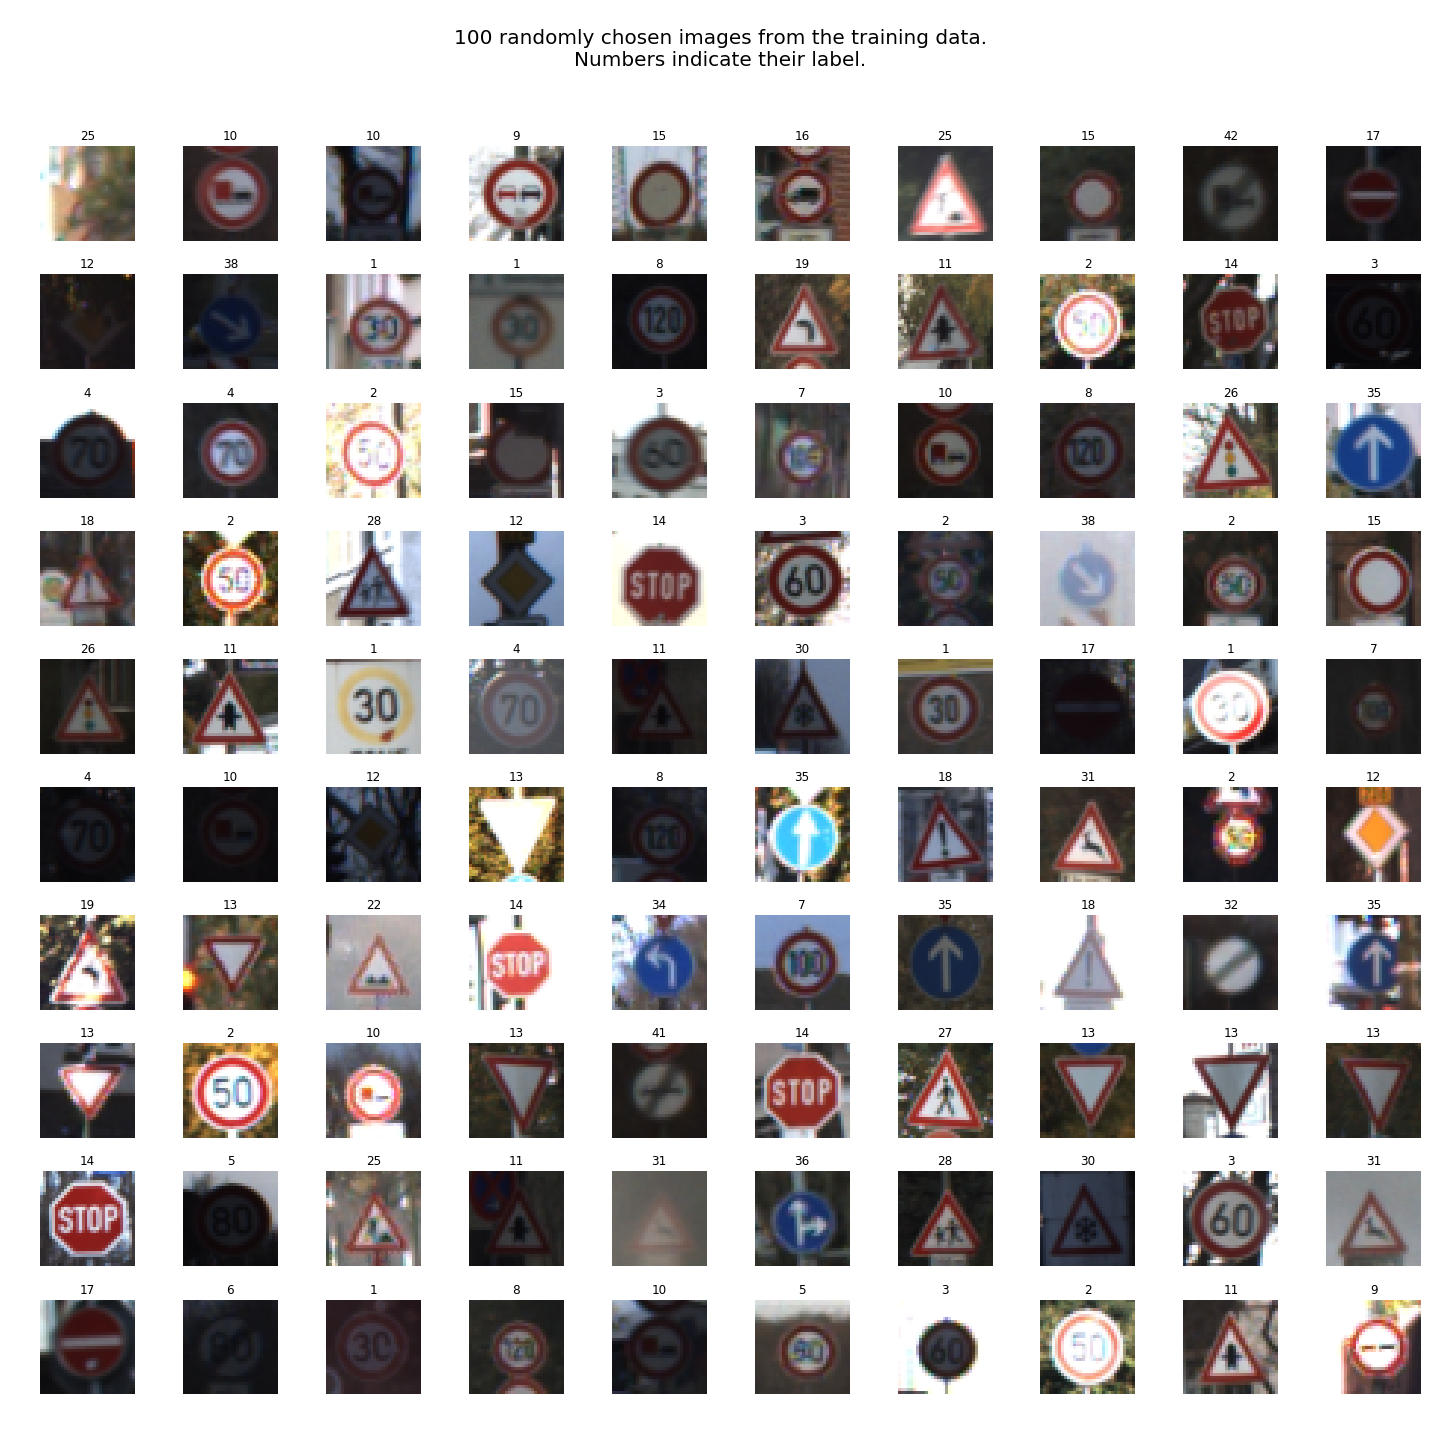 100 randomly chosen images from the training data.
Numbers indicate their label.
25 10 10 9 15 16 25 15 42 17
12 38 1 1 8 19 11 2 14 3
30 30 120 50 STOP 60
4 4 2 15 3 7 10 8 26 35
70 70 50 60 120
18 2 28 12 14 3 2 38 2 15
50 STOP 60 50 50
26 11 1 4 11 30 1 17 1 7
30 70 30 30
4 10 12 13 8 35 18 31 2 12
70 120
19 13 22 14 34 7 35 18 32 35
STOP 100
13 2 10 13 41 14 27 13 13 13
50 STOP
14 5 25 11 31 36 28 30 3 31
STOP 80 60
17 6 1 8 10 5 3 2 11 9
80 30 120 60 50